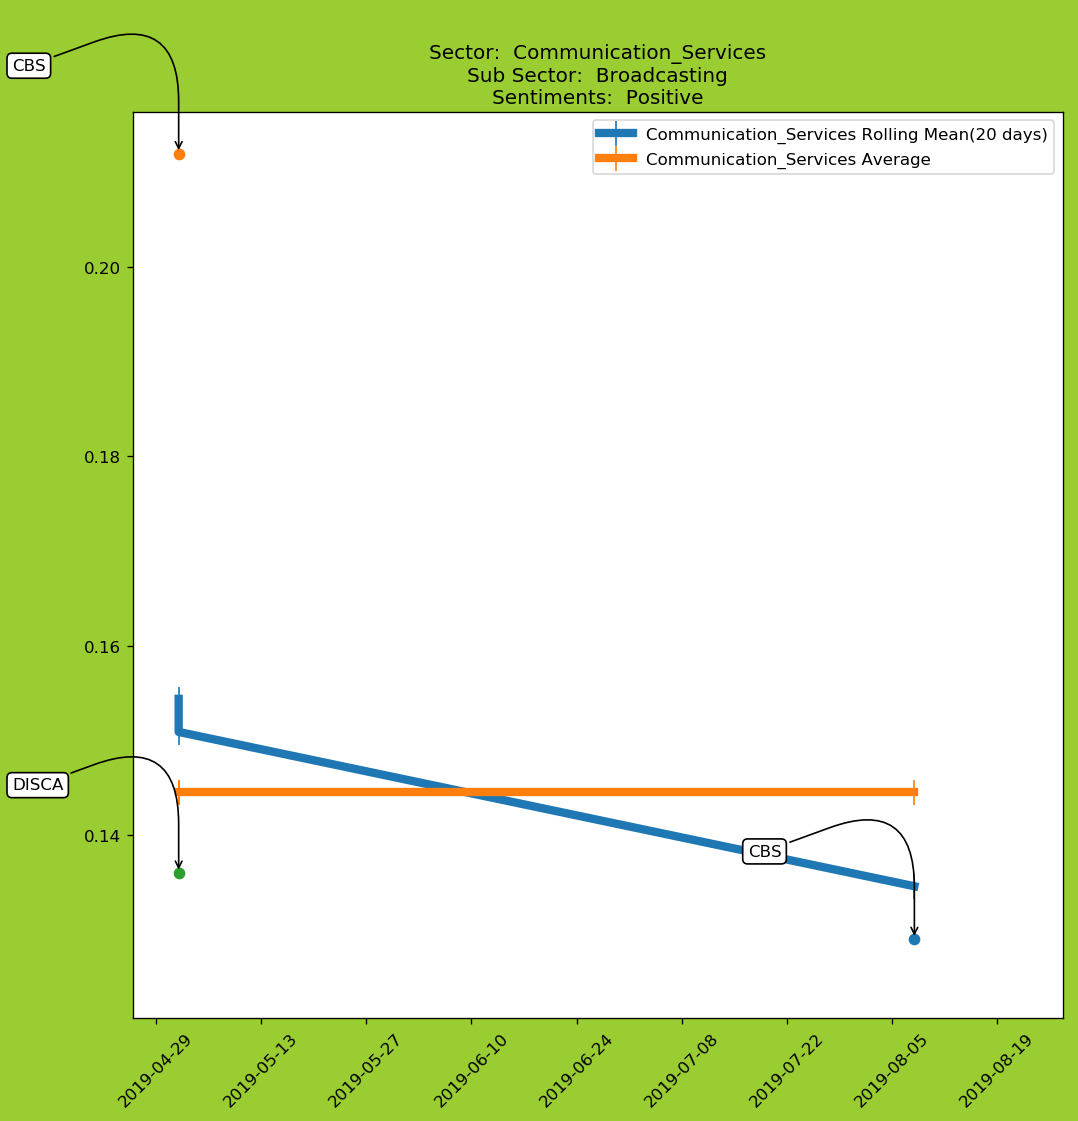 CBS
Sector:  Communication_Services
Sub Sector:  Broadcasting
Sentiments:  Positive
Communication_Services Rolling Mean(20 days)
Communication_Services Average
0.20
0.18
0.16
DISCA
0.14
CBS
2019-04-29
2019-05-13
2019-05-27
2019-06-10
2019-06-24
2019-07-08
2019-07-22
2019-08-05
2019-08-19